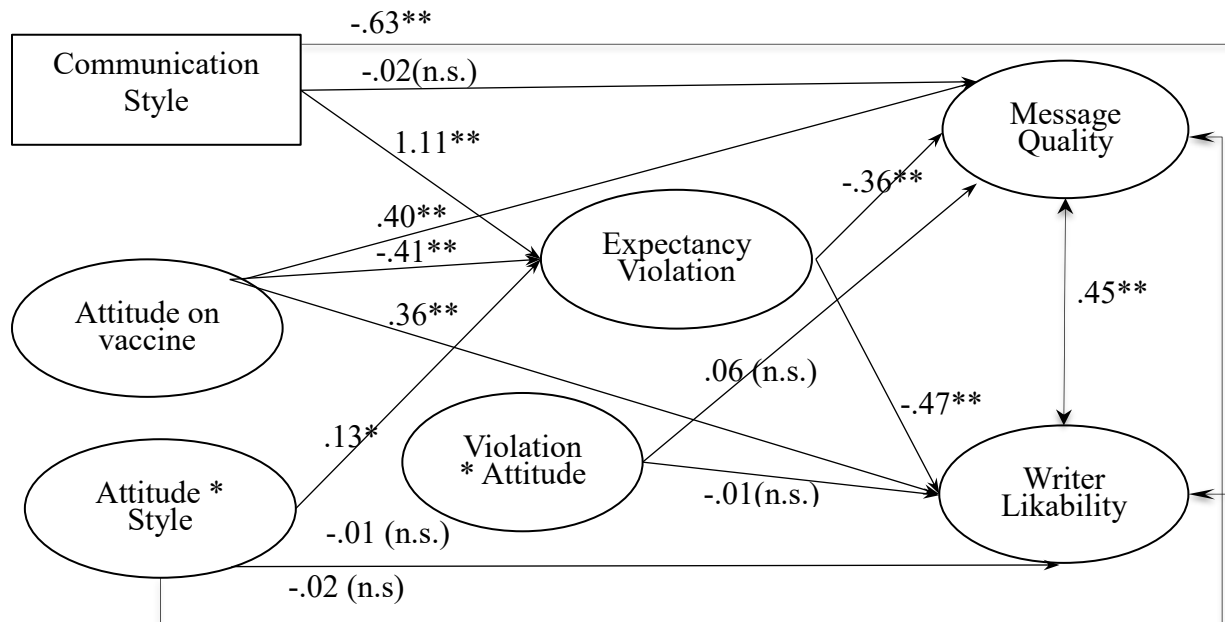 -.63**
Communication
Style
-.02(n.s.)
Message
Quality
1.11**
-.36**
.40**
Expectancy
Violation
-.41**
Attitude on
vaccine
.36**
.45**
.06 (n.s.)
-.47**
.13*
Violation
* Attitude
Attitude *
Style
-.01(n.s.)
Writer
Likability
-.01 (n.s.)
-.02 (n.s)